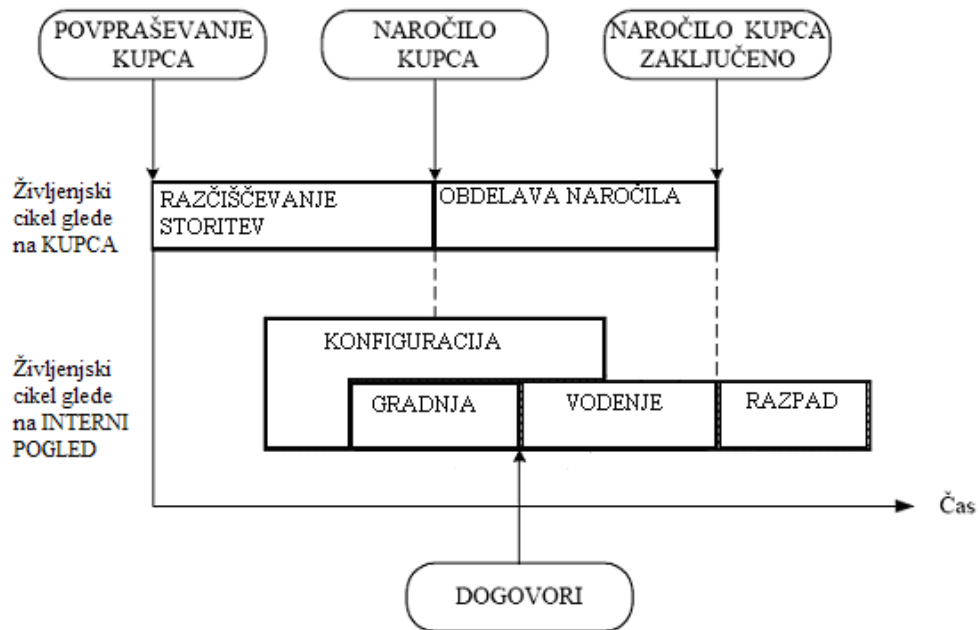 POVPRAŠEVANJE
KUPCA
NAROČILO
KUPCA
NAROČILO KUPCA
ZAKLJUČENO
Življenjski
cikel glede
na KUPCA
RAZČIŠČEVANJE
STORITEV
OBDELAVA NAROČILA
Življenjski
cikel glede
na INTERNI
POGLED
KONFIGURACIJA
GRADNJA
VODENJE
RAZPAD
Čas
DOGOVORI